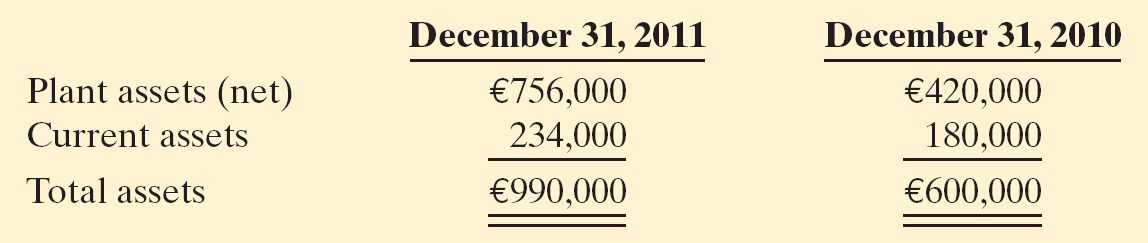 December 31, 2011 December 31, 2010
Plant assets (net) €756,000 €420,000
Current assets 234,000 180,000
Total assets €990,000 €600,000